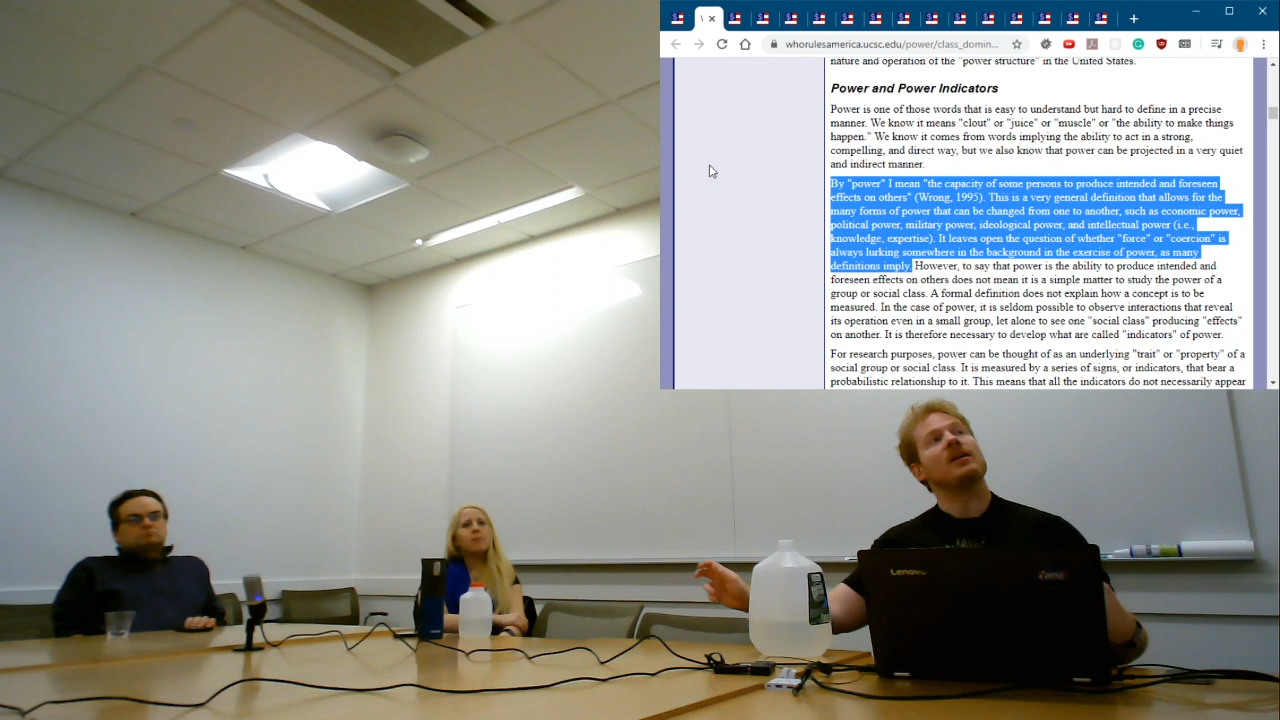 whorulesamerica.ucsc.edu/power/class_domin...
nature and operation of the "power structure" in the United States.
Power and Power Indicators
Power is one of those words that is easy to understand but hard to define in a precise
manner. We know it means "clout" or "juice" or "muscle" or "the ability to make things
happen." We know it comes from words implying the ability to act in a strong,
compelling, and direct way, but we also know that power can be projected in a very quiet
and indirect manner.
By "power" I mean "the capacity of some persons to produce intended and foreseen
effects on others" (Wrong, 1995). This is a very general definition that allows for the
many forms of power that can be changed from one to another, such as economic power,
political power, military power, ideological power, and intellectual power (i.e.,
knowledge, expertise). It leaves open the question of whether "force" or "coercion" is
always lurking somewhere in the background in the exercise of power, as many
definitions imply. However, to say that power is the ability to produce intended and
foreseen effects on others does not mean it is a simple matter to study the power of a
group or social class. A formal definition does not explain how a concept is to be
measured. In the case of power, it is seldom possible to observe interactions that reveal
its operation even in a small group, let alone to see one "social class" producing "effects"
on another. It is therefore necessary to develop what are called "indicators" of power.
For research purposes, power can be thought of as an underlying "trait" or "property" of a
social group or social class. It is measured by a series of signs, or indicators, that bear a
probabilistic relationship to it. This means that all the indicators do not necessarily appear
Lenovo